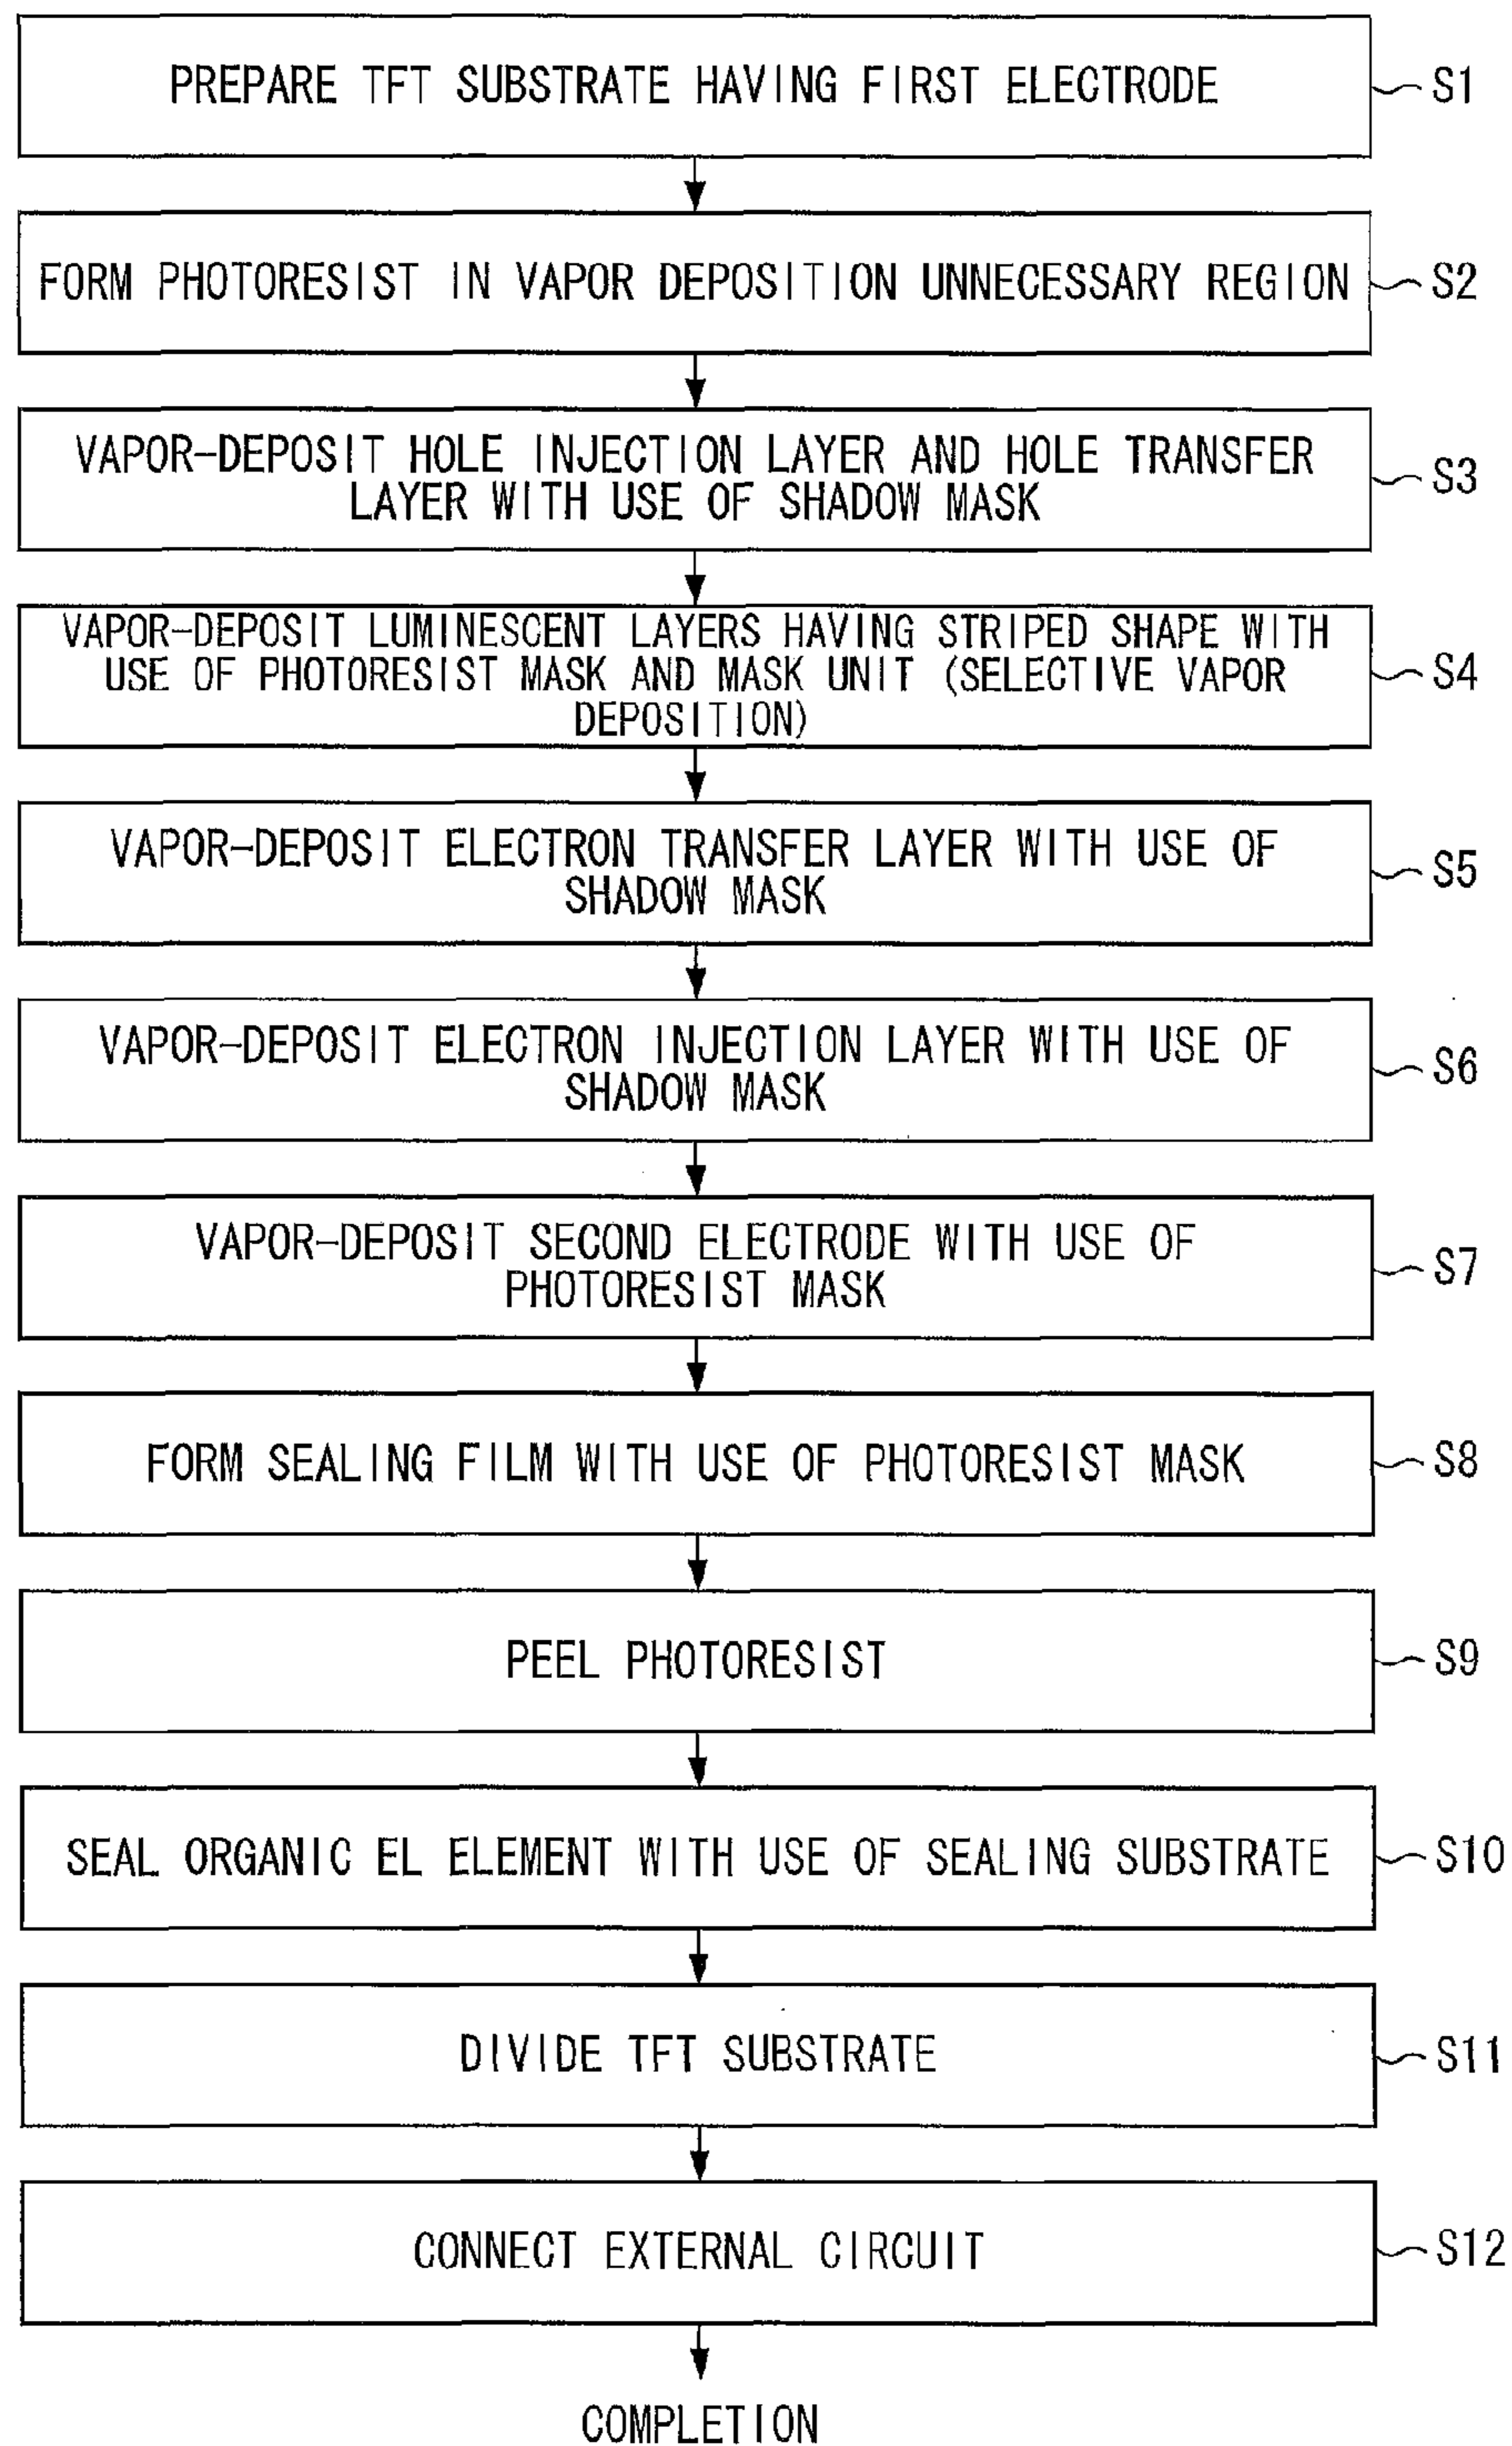 PREPARE TFT SUBSTRATE HAVING FIRST ELECTRODE
S1
FORM PHOTORESIST IN VAPOR DEPOSITION UNNECESSARY REGION
S2
VAPOR-DEPOSIT HOLE INJECTION LAYER AND HOLE TRANSFER
LAYER WITH USE OF SHADOW MASK
S3
VAPOR-DEPOSIT LUMINESCENT LAYERS HAVING STRIPED SHAPE WITH
USE OF PHOTORESIST MASK AND MASK UNIT (SELECTIVE VAPOR
DEPOSITION)
S4
VAPOR-DEPOSIT ELECTRON TRANSFER LAYER WITH USE OF
SHADOW MASK
S5
VAPOR-DEPOSIT ELECTRON INJECTION LAYER WITH USE OF
SHADOW MASK
S6
VAPOR-DEPOSIT SECOND ELECTRODE WITH USE OF
PHOTORESIST MASK
S7
FORM SEALING FILM WITH USE OF PHOTORESIST MASK
S8
PEEL PHOTORESIST
S9
SEAL ORGANIC EL ELEMENT WITH USE OF SEALING SUBSTRATE
S10
DIVIDE TFT SUBSTRATE
S11
CONNECT EXTERNAL CIRCUIT
S12
COMPLETION